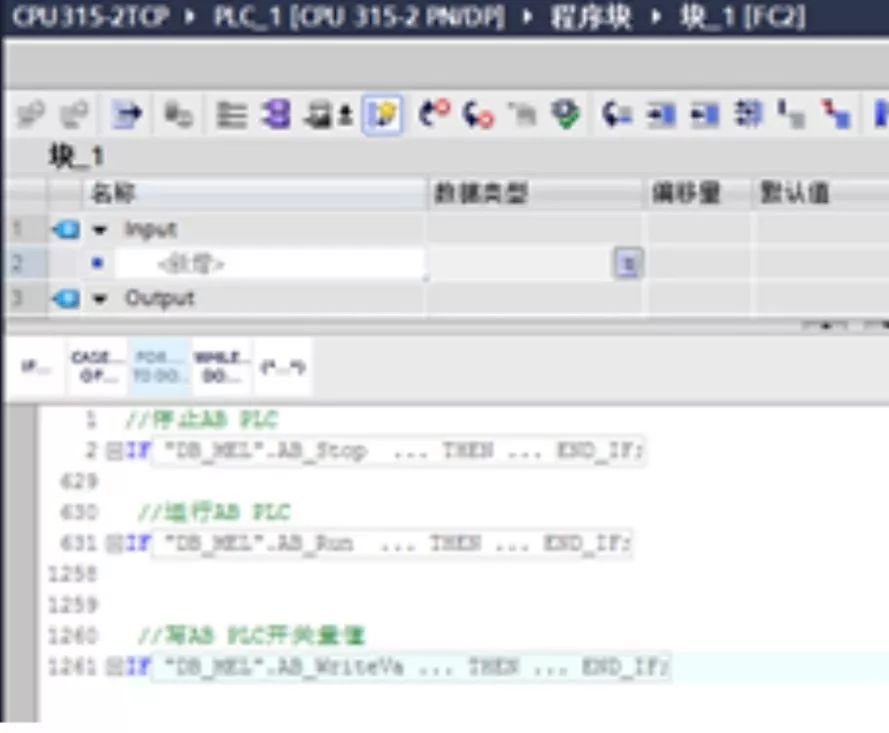 CPU315-2TCP ▸ PLC_1 [CPU 315-2 PN/DP] ▸ 程序块 ▸ 块_1 [FC2]
块_1
名称 数据类型 偏移量 默认值
1 Input
2 <新增>
3 Output
IF... CASE... OF... FOR... TO DO... WHILE... DO... (*...*)
1 //停止AB PLC
2 IF "DB_MEL".AB_Stop ... THEN ... END_IF;
629
630 //运行AB PLC
631 IF "DB_MEL".AB_Run ... THEN ... END_IF;
1258
1259
1260 //写AB PLC开关量值
1261 IF "DB_MEL".AB_WriteVa ... THEN ... END_IF;